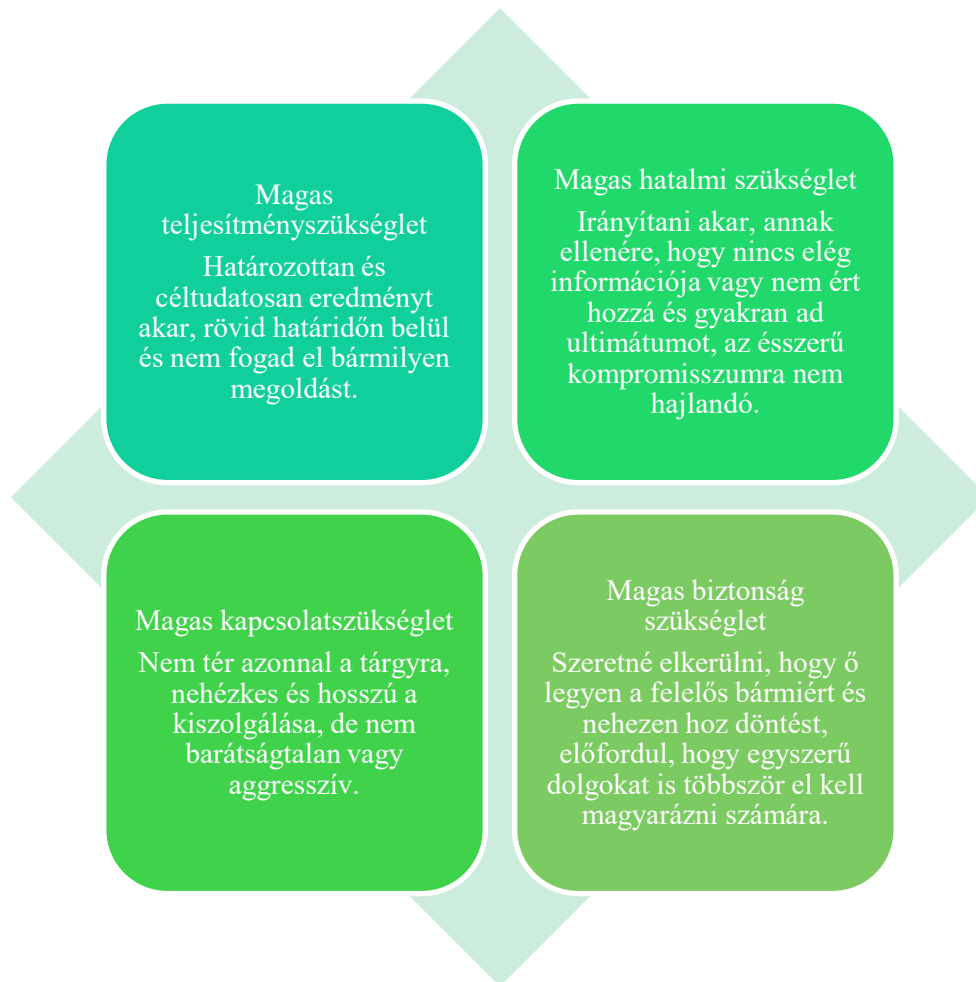 Magas
teljesítményszükséglet
Határozottan és
céltudatosan eredményt
akar, rövid határidőn belül
és nem fogad el bármilyen
megoldást.
Magas hatalmi szükséglet
Irányítani akar, annak
ellenére, hogy nincs elég
információja vagy nem ért
hozzá és gyakran ad
ultimátumot, az ésszerű
kompromisszumra nem
hajlandó.
Magas kapcsolatszükséglet
Nem tér azonnal a tárgyra,
nehézkes és hosszú a
kiszolgálása, de nem
barátságtalan vagy
aggresszív.
Magas biztonság
szükséglet
Szeretné elkerülni, hogy ő
legyen a felelős bármiért és
nehezen hoz döntést,
előfordul, hogy egyszerű
dolgokat is többször el kell
magyarázni számára.